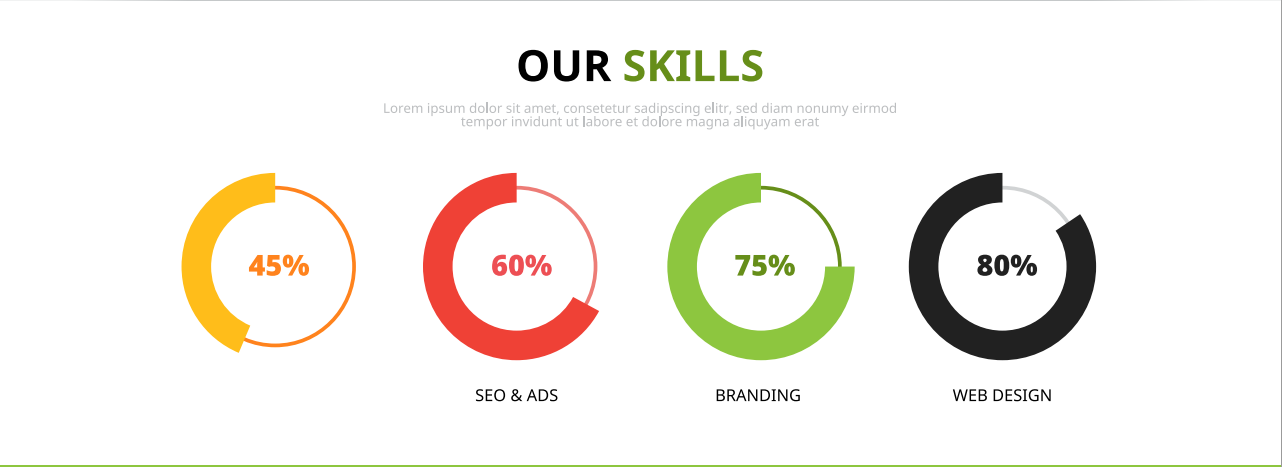 OUR SKILLS
Lorem ipsum dolor sit amet, consetetur sadipscing elitr, sed diam nonumy eirmod
tempor invidunt ut labore et dolore magna aliquyam erat
45%
60%
75%
80%
SEO & ADS
BRANDING
WEB DESIGN